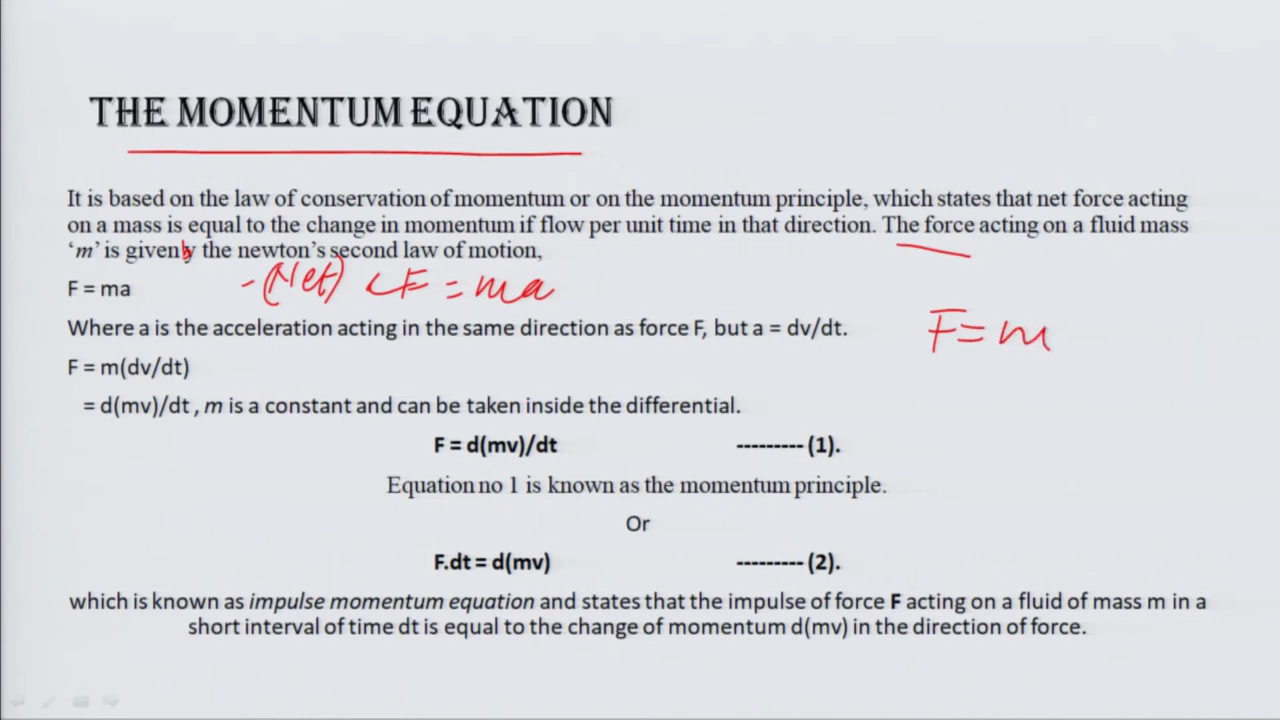 THE MOMENTUM EQUATION
It is based on the law of conservation of momentum or on the momentum principle, which states that net force acting
on a mass is equal to the change in momentum if flow per unit time in that direction. The force acting on a fluid mass
‘m’ is given by the newton’s second law of motion,
F = ma
- (Net) F = ma
Where a is the acceleration acting in the same direction as force F, but a = dv/dt.
F = m
F = m(dv/dt)
= d(mv)/dt , m is a constant and can be taken inside the differential.
F = d(mv)/dt --------- (1).
Equation no 1 is known as the momentum principle.
Or
F.dt = d(mv) --------- (2).
which is known as impulse momentum equation and states that the impulse of force F acting on a fluid of mass m in a
short interval of time dt is equal to the change of momentum d(mv) in the direction of force.